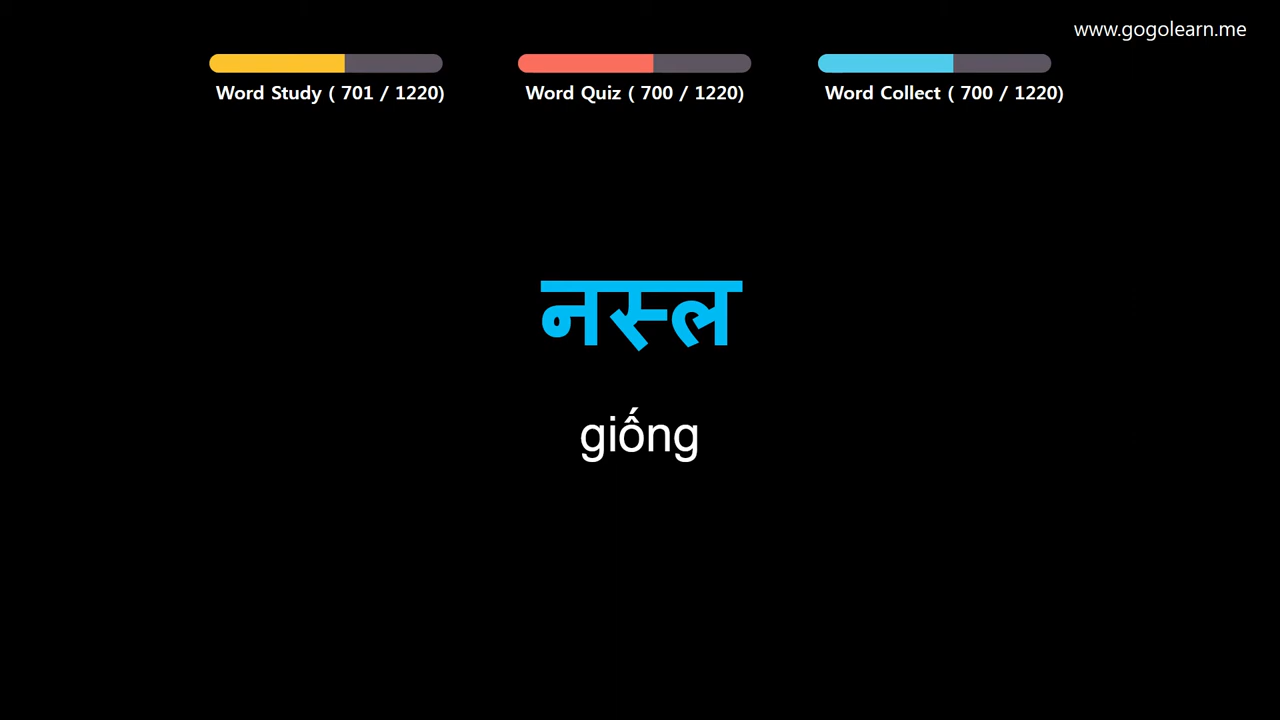 www.gogolearn.me
Word Study ( 701 / 1220)
Word Quiz ( 700 / 1220)
Word Collect ( 700 / 1220)
नस्ल
giống